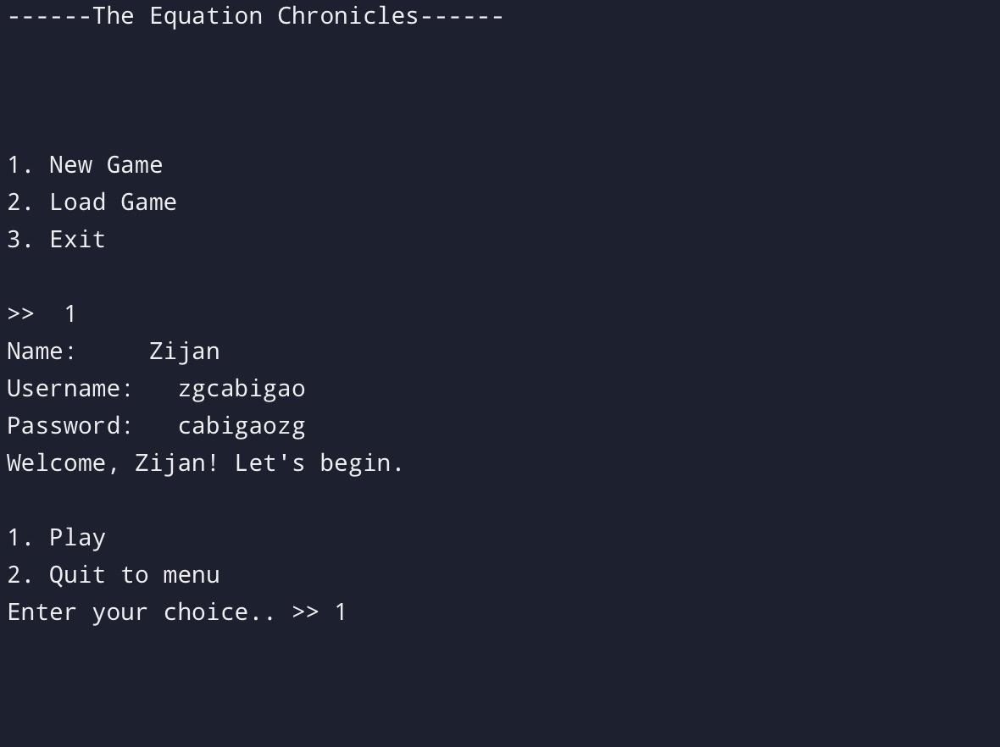 ------The Equation Chronicles------
1. New Game
2. Load Game
3. Exit
>>  1
Name:     Zijan
Username:   zgcabigao
Password:   cabigaozg
Welcome, Zijan! Let's begin.
1. Play
2. Quit to menu
Enter your choice.. >> 1